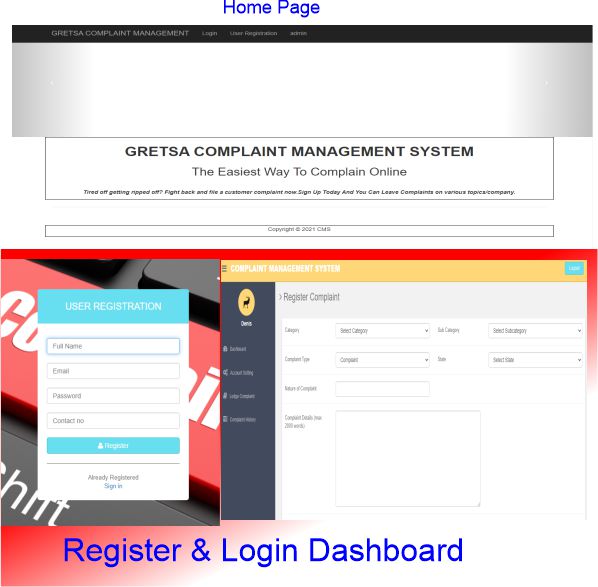 Home Page
GRETSA COMPLAINT MANAGEMENT Login User Registration admin
GRETSA COMPLAINT MANAGEMENT SYSTEM
The Easiest Way To Complain Online
Tired off getting ripped off? Fight back and file a customer complaint now.Sign Up Today And You Can Leave Complaints on various topics/company.
Copyright © 2021 CMS
USER REGISTRATION
Full Name
Email
Password
Contact no
Register
Already Registered
Sign in
Shift
COMPLAINT MANAGEMENT SYSTEM
Denis
Dashboard
Account Setting
Lodge Complaint
Complaint History
Register Complaint
Category Select Category Sub Category Select Subcategory
Complaint Type Complaint State Select State
Nature of Complaint
Complaint Details (max
2000 words)
Register & Login Dashboard